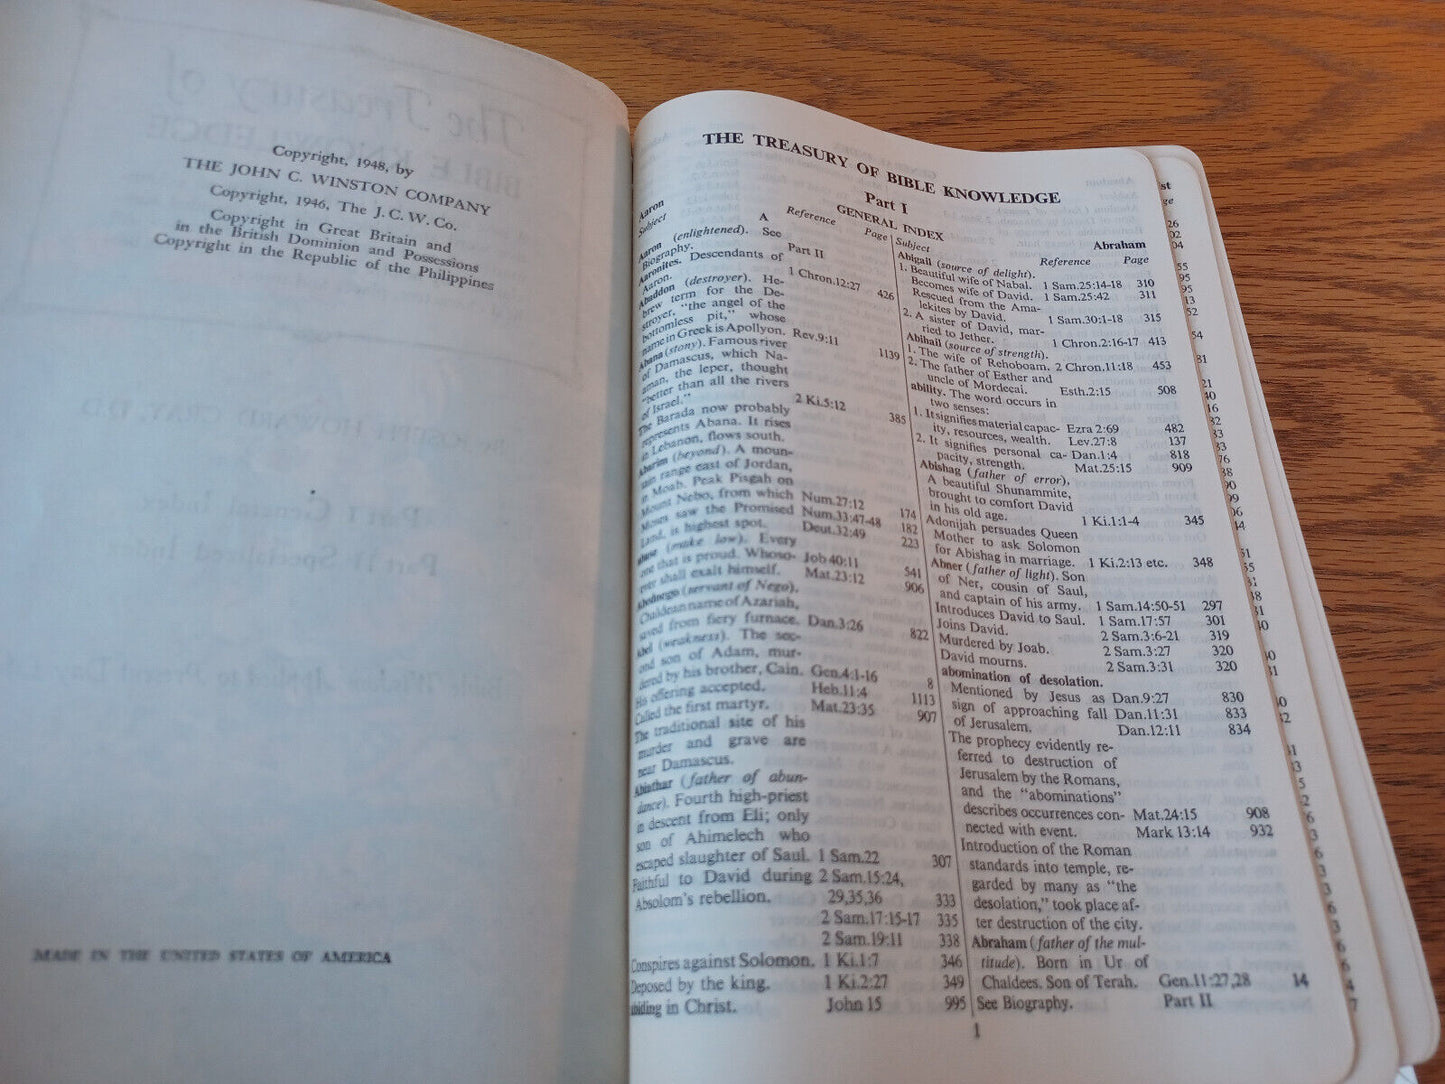 Copyright, 1948, by
THE JOHN C. WINSTON COMPANY
Copyright, 1946, The J. C. W. Co.
Copyright in Great Britain and
in the British Dominion and Possessions
Copyright in the Republic of the Philippines
MADE IN THE UNITED STATES OF AMERICA
THE TREASURY OF BIBLE KNOWLEDGE
Part I
GENERAL INDEX
Aaron
Subject Reference Page
A
Aaron (enlightened). See
Biography. Part II
Aaronites. Descendants of
Aaron. 1 Chron.12:27 426
Abaddon (destroyer). He-
brew term for the De-
stroyer, "the angel of the
bottomless pit," whose
name in Greek is Apollyon. Rev.9:11 1139
Abana (stony). Famous river
of Damascus, which Na-
aman, the leper, thought
"better than all the rivers
of Israel." 2 Ki.5:12 385
The Barada now probably
represents Abana. It rises
in Lebanon, flows south.
Abarim (beyond). A moun-
tain range east of Jordan,
in Moab. Peak Pisgah on
Mount Nebo, from which Num.27:12 174
Moses saw the Promised Num.33:47-48 182
Land, is highest spot. Deut.32:49 223
abase (make low). Every
one that is proud. Whoso- Job 40:11 541
ever shall exalt himself. Mat.23:12 906
Abednego (servant of Nego),
Chaldean name of Azariah,
saved from fiery furnace. Dan.3:26 822
Abel (weakness). The sec-
ond son of Adam, mur-
dered by his brother, Cain. Gen.4:1-16 8
His offering accepted. Heb.11:4 1113
Called the first martyr. Mat.23:35 907
The traditional site of his
murder and grave are
near Damascus.
Abiathar (father of abun-
dance). Fourth high-priest
in descent from Eli; only
son of Ahimelech who
escaped slaughter of Saul. 1 Sam.22 307
Faithful to David during 2 Sam.15:24,
Absolom's rebellion. 29,35,36 333
2 Sam.17:15-17 335
2 Sam.19:11 338
Conspires against Solomon. 1 Ki.1:7 346
Deposed by the king. 1 Ki.2:27 349
abiding in Christ. John 15 995
Abraham
Subject Reference Page
Abigail (source of delight).
1. Beautiful wife of Nabal. 1 Sam.25:14-18 310
Becomes wife of David. 1 Sam.25:42 311
Rescued from the Ama-
lekites by David. 1 Sam.30:1-18 315
2. A sister of David, mar-
ried to Jether. 1 Chron.2:16-17 413
Abihail (source of strength).
1. The wife of Rehoboam. 2 Chron.11:18 453
2. The father of Esther and
uncle of Mordecai. Esth.2:15 508
ability. The word occurs in
two senses:
1. It signifies material capac- Ezra 2:69 482
ity, resources, wealth. Lev.27:8 137
2. It signifies personal ca- Dan.1:4 818
pacity, strength. Mat.25:15 909
Abishag (father of error),
A beautiful Shunammite,
brought to comfort David
in his old age. 1 Ki.1:1-4 345
Adonijah persuades Queen
Mother to ask Solomon
for Abishag in marriage. 1 Ki.2:13 etc. 348
Abner (father of light). Son
of Ner, cousin of Saul,
and captain of his army. 1 Sam.14:50-51 297
Introduces David to Saul. 1 Sam.17:57 301
Joins David. 2 Sam.3:6-21 319
Murdered by Joab. 2 Sam.3:27 320
David mourns. 2 Sam.3:31 320
abomination of desolation.
Mentioned by Jesus as Dan.9:27 830
sign of approaching fall Dan.11:31 833
of Jerusalem. Dan.12:11 834
The prophecy evidently re-
ferred to destruction of
Jerusalem by the Romans,
and the "abominations"
describes occurrences con- Mat.24:15 908
nected with event. Mark 13:14 932
Introduction of the Roman
standards into temple, re-
garded by many as "the
desolation," took place af-
ter destruction of the city.
Abraham (father of the mul-
titude). Born in Ur of
Chaldees. Son of Terah. Gen.11:27,28 14
See Biography. Part II
1